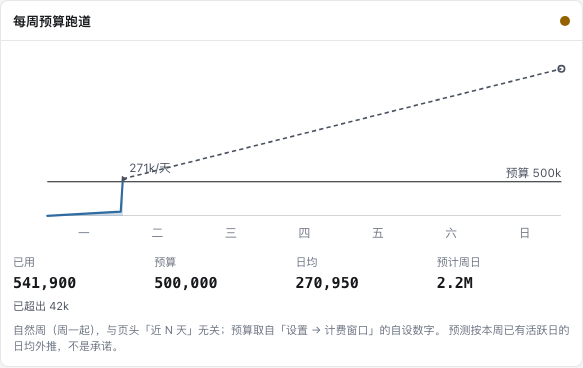 每周预算跑道
271k/天
预算 500k
一 二 三 四 五 六 日
已用 预算 日均 预计周日
541,900 500,000 270,950 2.2M
已超出 42k
自然周（周一起），与页头「近 N 天」无关；预算取自「设置 → 计费窗口」的自设数字。 预测按本周已有活跃日的
日均外推，不是承诺。